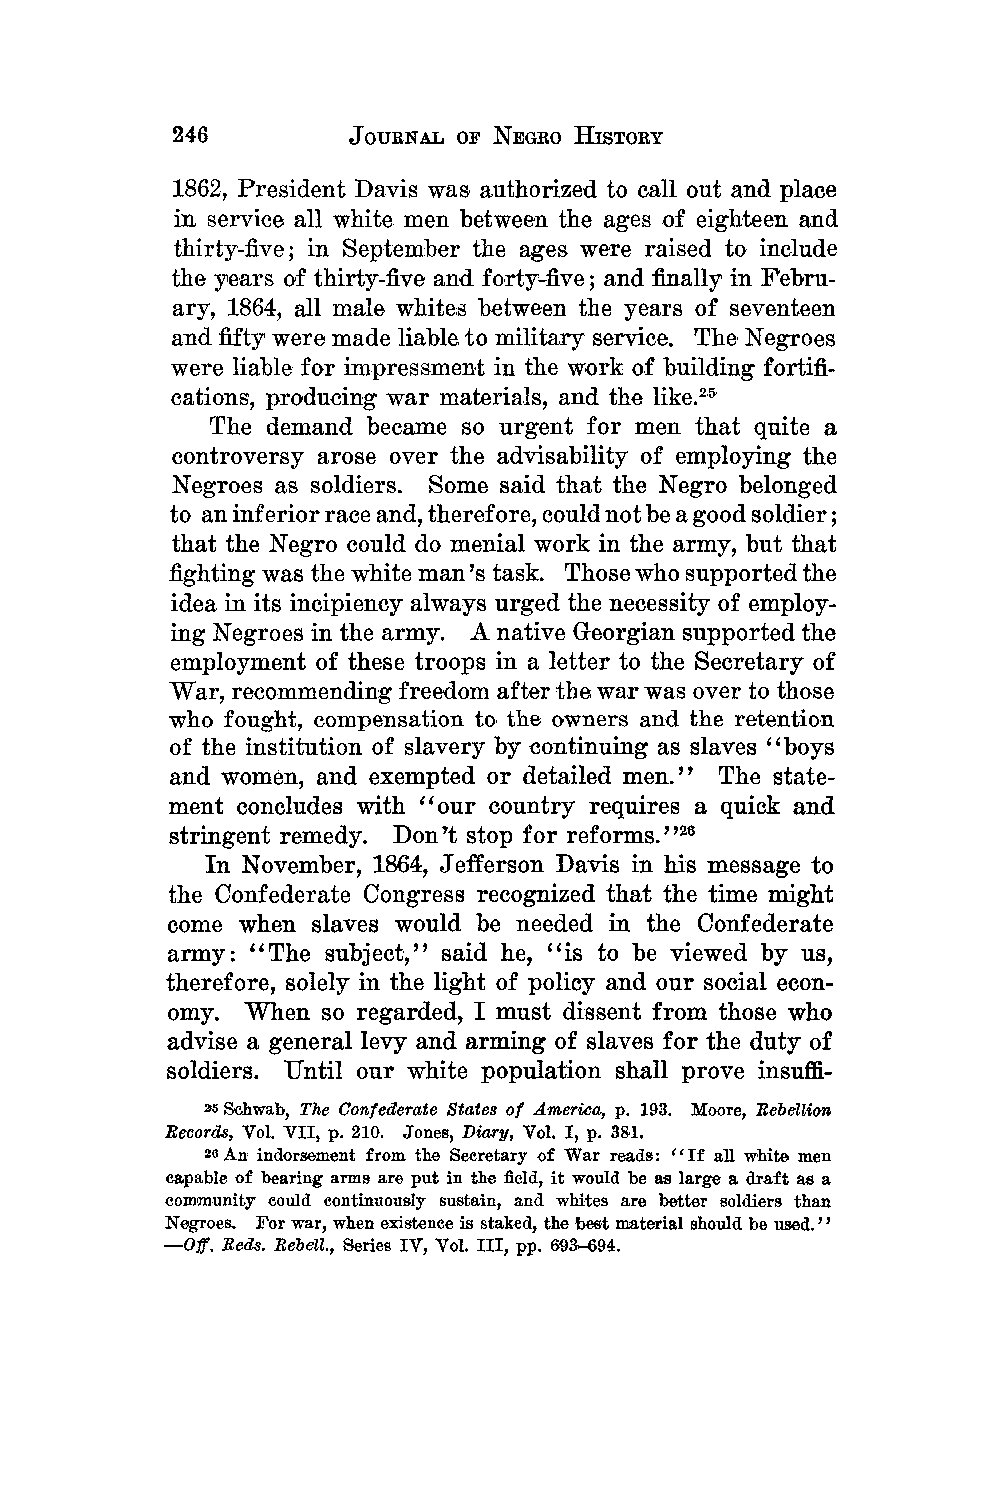 246 JOURNAL OF NEGRO HISTORY
1862, President Davis was authorized to call out and place
in service all white men between the ages of eighteen and
thirty-five; in September the ages were raised to include
the years of thirty-five and forty-five; and finally in Febru-
ary, 1864, all male whites between the years of seventeen
and fifty were made liable to military service. The Negroes
were liable for impressment in the work of building fortifi-
cations, producing war materials, and the like.²⁵
The demand became so urgent for men that quite a
controversy arose over the advisability of employing the
Negroes as soldiers. Some said that the Negro belonged
to an inferior race and, therefore, could not be a good soldier;
that the Negro could do menial work in the army, but that
fighting was the white man's task. Those who supported the
idea in its incipiency always urged the necessity of employ-
ing Negroes in the army. A native Georgian supported the
employment of these troops in a letter to the Secretary of
War, recommending freedom after the war was over to those
who fought, compensation to the owners and the retention
of the institution of slavery by continuing as slaves ''boys
and women, and exempted or detailed men.'' The state-
ment concludes with ''our country requires a quick and
stringent remedy. Don't stop for reforms.''²⁶
In November, 1864, Jefferson Davis in his message to
the Confederate Congress recognized that the time might
come when slaves would be needed in the Confederate
army: ''The subject,'' said he, ''is to be viewed by us,
therefore, solely in the light of policy and our social econ-
omy. When so regarded, I must dissent from those who
advise a general levy and arming of slaves for the duty of
soldiers. Until our white population shall prove insuffi-
²⁵ Schwab, The Confederate States of America, p. 193. Moore, Rebellion
Records, Vol. VII, p. 210. Jones, Diary, Vol. I, p. 381.
²⁶ An indorsement from the Secretary of War reads: ''If all white men
capable of bearing arms are put in the field, it would be as large a draft as a
community could continuously sustain, and whites are better soldiers than
Negroes. For war, when existence is staked, the best material should be used.''
—Off. Reds. Rebell., Series IV, Vol. III, pp. 693–694.